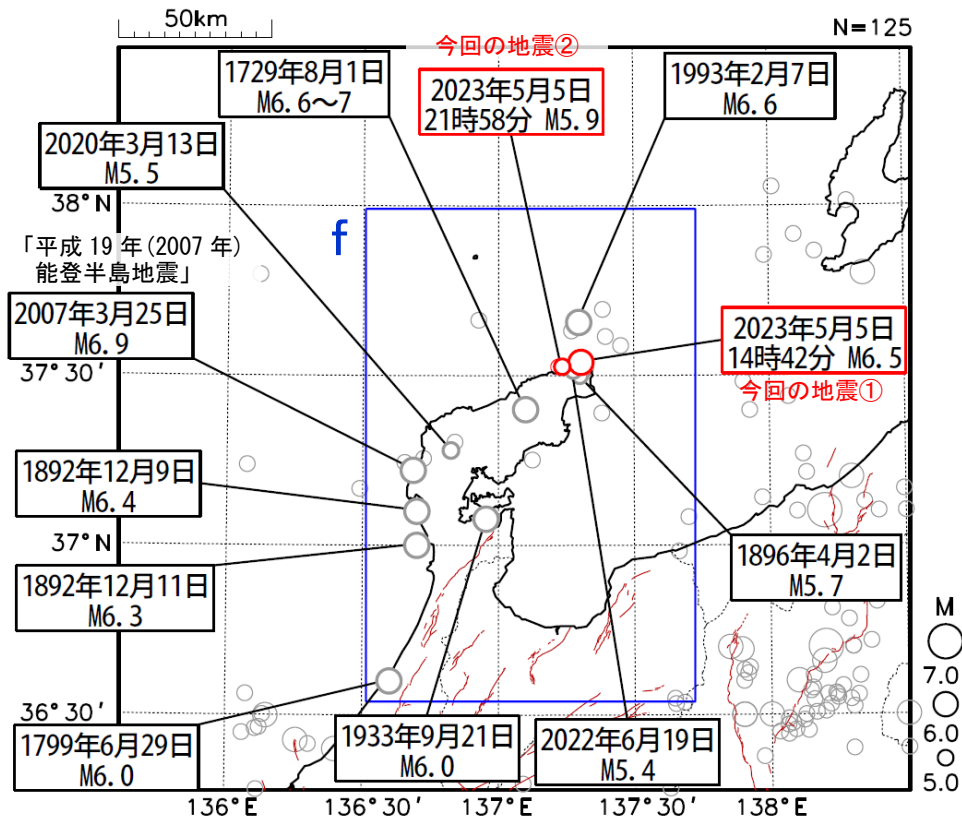 50km
N=125
今回の地震②
1729年8月1日
M6.6～7
2023年5月5日
21時58分 M5.9
1993年2月7日
M6.6
2020年3月13日
M5.5
38°N
f
「平成 19 年(2007 年)
能登半島地震」
2007年3月25日
M6.9
2023年5月5日
14時42分 M6.5
37°30'
今回の地震①
1892年12月9日
M6.4
37°N
1896年4月2日
M5.7
1892年12月11日
M6.3
M
7.0
6.0
5.0
36°30'
1799年6月29日
M6.0
1933年9月21日
M6.0
2022年6月19日
M5.4
136°E
136°30'
137°E
137°30'
138°E